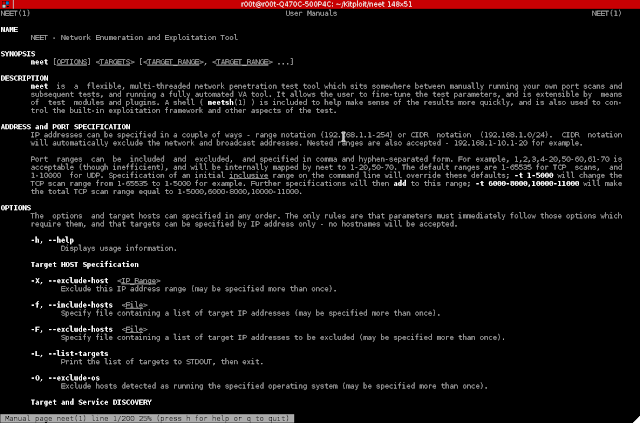 r00t@r00t-Q470C-500P4C: ~/Kitploit/neet 148x51
NEET(1) User Manuals NEET(1)
NAME
NEET - Network Enumeration and Exploitation Tool
SYNOPSIS
neet [OPTIONS] <TARGETS> [<TARGET_RANGE>, <TARGET_RANGE> ...]
DESCRIPTION
neet is a flexible, multi-threaded network penetration test tool which sits somewhere between manually running your own port scans and
subsequent tests, and running a fully automated VA tool. It allows the user to fine-tune the test parameters, and is extensible by means
of test modules and plugins. A shell ( neetsh(1) ) is included to help make sense of the results more quickly, and is also used to con-
trol the built-in exploitation framework and other aspects of the test.
ADDRESS and PORT SPECIFICATION
IP addresses can be specified in a couple of ways - range notation (192.168.1.1-254) or CIDR notation (192.168.1.0/24). CIDR notation
will automatically exclude the network and broadcast addresses. Nested ranges are also accepted - 192.168.1-10.1-20 for example.
Port ranges can be included and excluded, and specified in comma and hyphen-separated form. For example, 1,2,3,4-20,50-60,61-70 is
acceptable (though inefficient), and will be internally mapped by neet to 1-20,50-70. The default ranges are 1-65535 for TCP scans, and
1-10000 for UDP. Specification of an initial inclusive range on the command line will override these defaults; -t 1-5000 will change the
TCP scan range from 1-65535 to 1-5000 for example. Further specifications will then add to this range; -t 6000-8000,10000-11000 will make
the total TCP scan range equal to 1-5000,6000-8000,10000-11000.
OPTIONS
The options and target hosts can specified in any order. The only rules are that parameters must immediately follow those options which
require them, and that targets can be specified by IP address only - no hostnames will be accepted.
-h, --help
Displays usage information.
Target HOST Specification
-X, --exclude-host <IP_Range>
Exclude this IP address range (may be specified more than once).
-f, --include-hosts <File>
Specify file containing a list of target IP addresses (may be specified more than once).
-F, --exclude-hosts <File>
Specify file containing a list of target IP addresses to be excluded (may be specified more than once).
-L, --list-targets
Print the list of targets to STDOUT, then exit.
-O, --exclude-os
Exclude hosts detected as running the specified operating system (may be specified more than once).
Target and Service DISCOVERY
Manual page neet(1) line 1/200 25% (press h for help or q to quit)